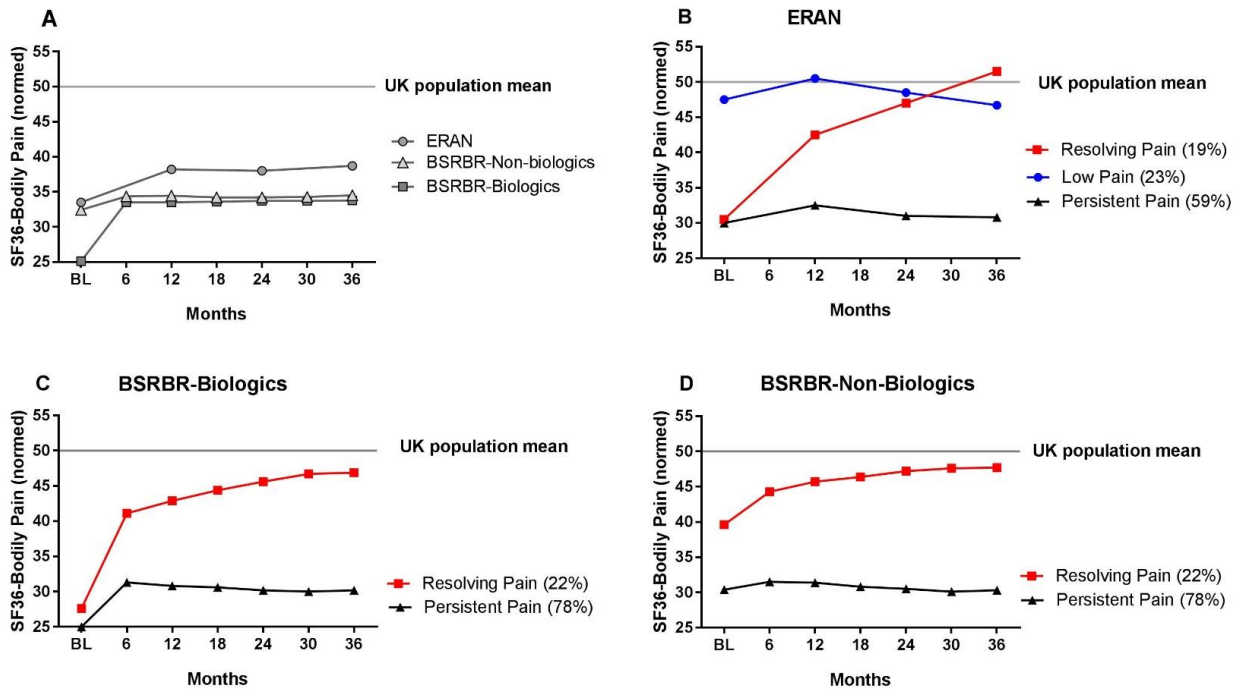 A
SF36-Bodily Pain (normed)
55
50
45
40
35
30
25
UK population mean
ERAN
BSRBR-Non-biologics
BSRBR-Biologics
BL 6 12 18 24 30 36
Months
B ERAN
SF36-Bodily Pain (normed)
55
50
45
40
35
30
25
UK population mean
Resolving Pain (19%)
Low Pain (23%)
Persistent Pain (59%)
BL 6 12 18 24 30 36
Months
C BSRBR-Biologics
SF36-Bodily Pain (normed)
55
50
45
40
35
30
25
UK population mean
Resolving Pain (22%)
Persistent Pain (78%)
BL 6 12 18 24 30 36
Months
D BSRBR-Non-Biologics
SF36-Bodily Pain (normed)
55
50
45
40
35
30
25
UK population mean
Resolving Pain (22%)
Persistent Pain (78%)
BL 6 12 18 24 30 36
Months